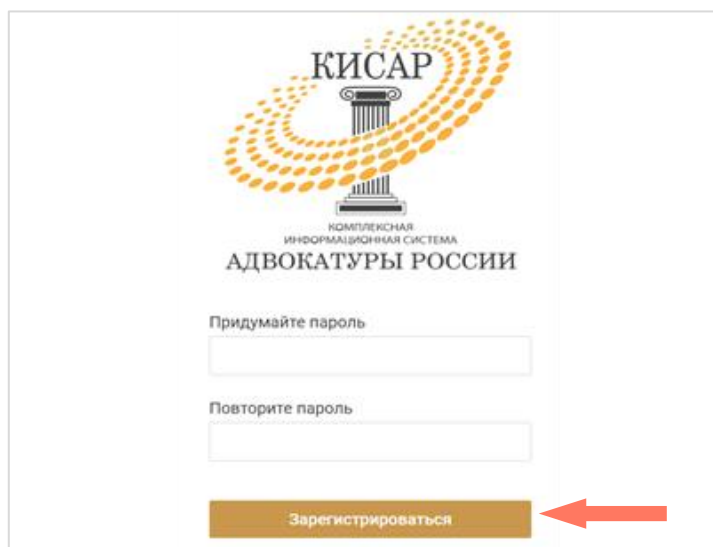 КИСАР
КОМПЛЕКСНАЯ
ИНФОРМАЦИОННАЯ СИСТЕМА
АДВОКАТУРЫ РОССИИ
Придумайте пароль
Повторите пароль
Зарегистрироваться